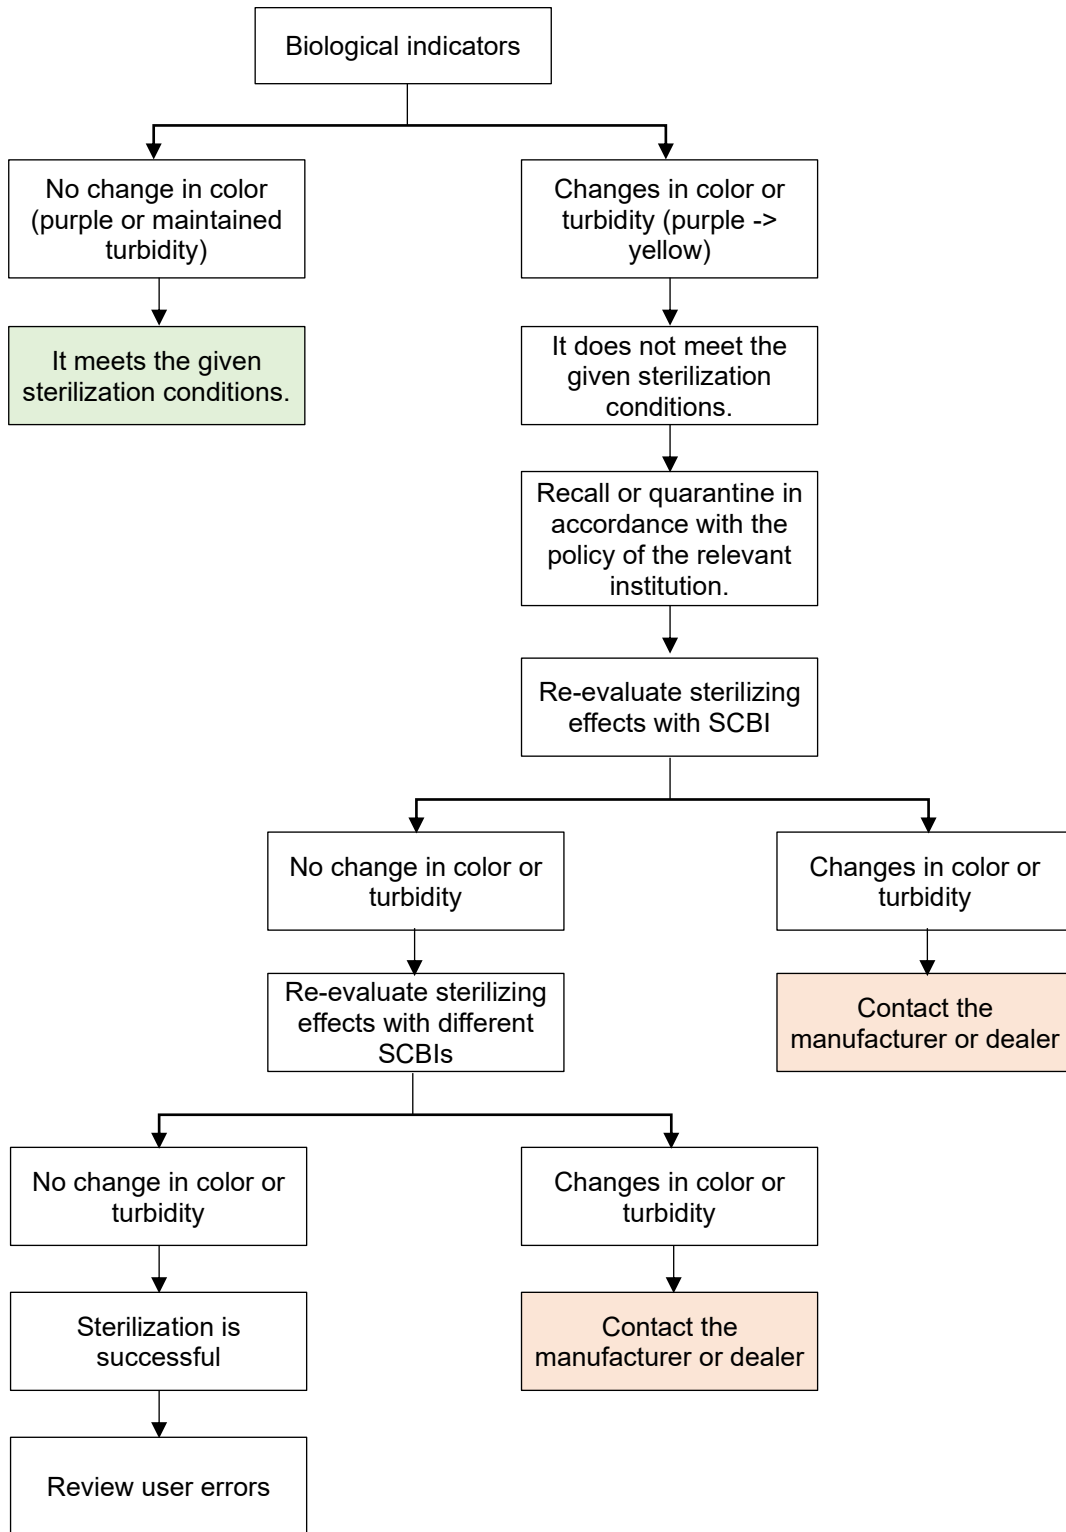 Biological indicators
No change in color
(purple or maintained
turbidity)
Changes in color or
turbidity (purple ->
yellow)
It meets the given
sterilization conditions.
It does not meet the
given sterilization
conditions.
Recall or quarantine in
accordance with the
policy of the relevant
institution.
Re-evaluate sterilizing
effects with SCBI
No change in color or
turbidity
Changes in color or
turbidity
Re-evaluate sterilizing
effects with different
SCBIs
Contact the
manufacturer or dealer
No change in color or
turbidity
Changes in color or
turbidity
Sterilization is
successful
Contact the
manufacturer or dealer
Review user errors